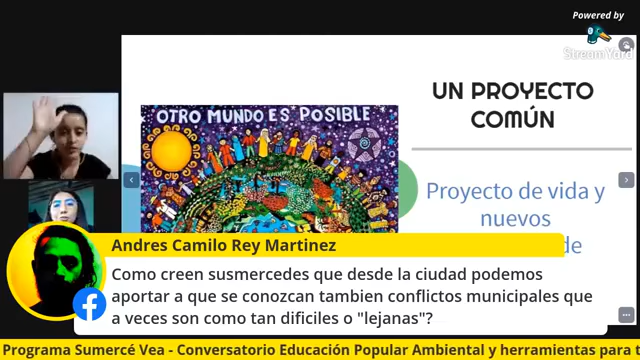 Powered by
StreamYard
UN PROYECTO
COMÚN
OTRO MUNDO ES POSIBLE
Proyecto de vida y
nuevos
de
Andres Camilo Rey Martinez
Como creen susmercedes que desde la ciudad podemos
aportar a que se conozcan tambien conflictos municipales que
a veces son como tan dificiles o "lejanas"?
Programa Sumercé Vea - Conversatorio Educación Popular Ambiental y herramientas para